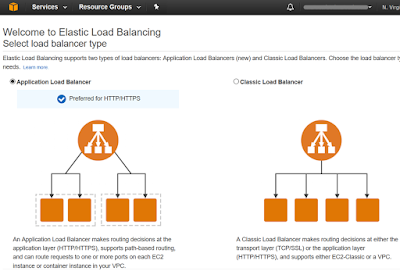 Services Resource Groups N. Virgi
Welcome to Elastic Load Balancing
Select load balancer type
Elastic Load Balancing supports two types of load balancers: Application Load Balancers (new) and Classic Load Balancers. Choose the load balancer ty
needs. Learn more
Application Load Balancer Classic Load Balancer
Preferred for HTTP/HTTPS
An Application Load Balancer makes routing decisions at the
application layer (HTTP/HTTPS), supports path-based routing,
and can route requests to one or more ports on each EC2
instance or container instance in your VPC.
A Classic Load Balancer makes routing decisions at either the
transport layer (TCP/SSL) or the application layer
(HTTP/HTTPS), and supports either EC2-Classic or a VPC.